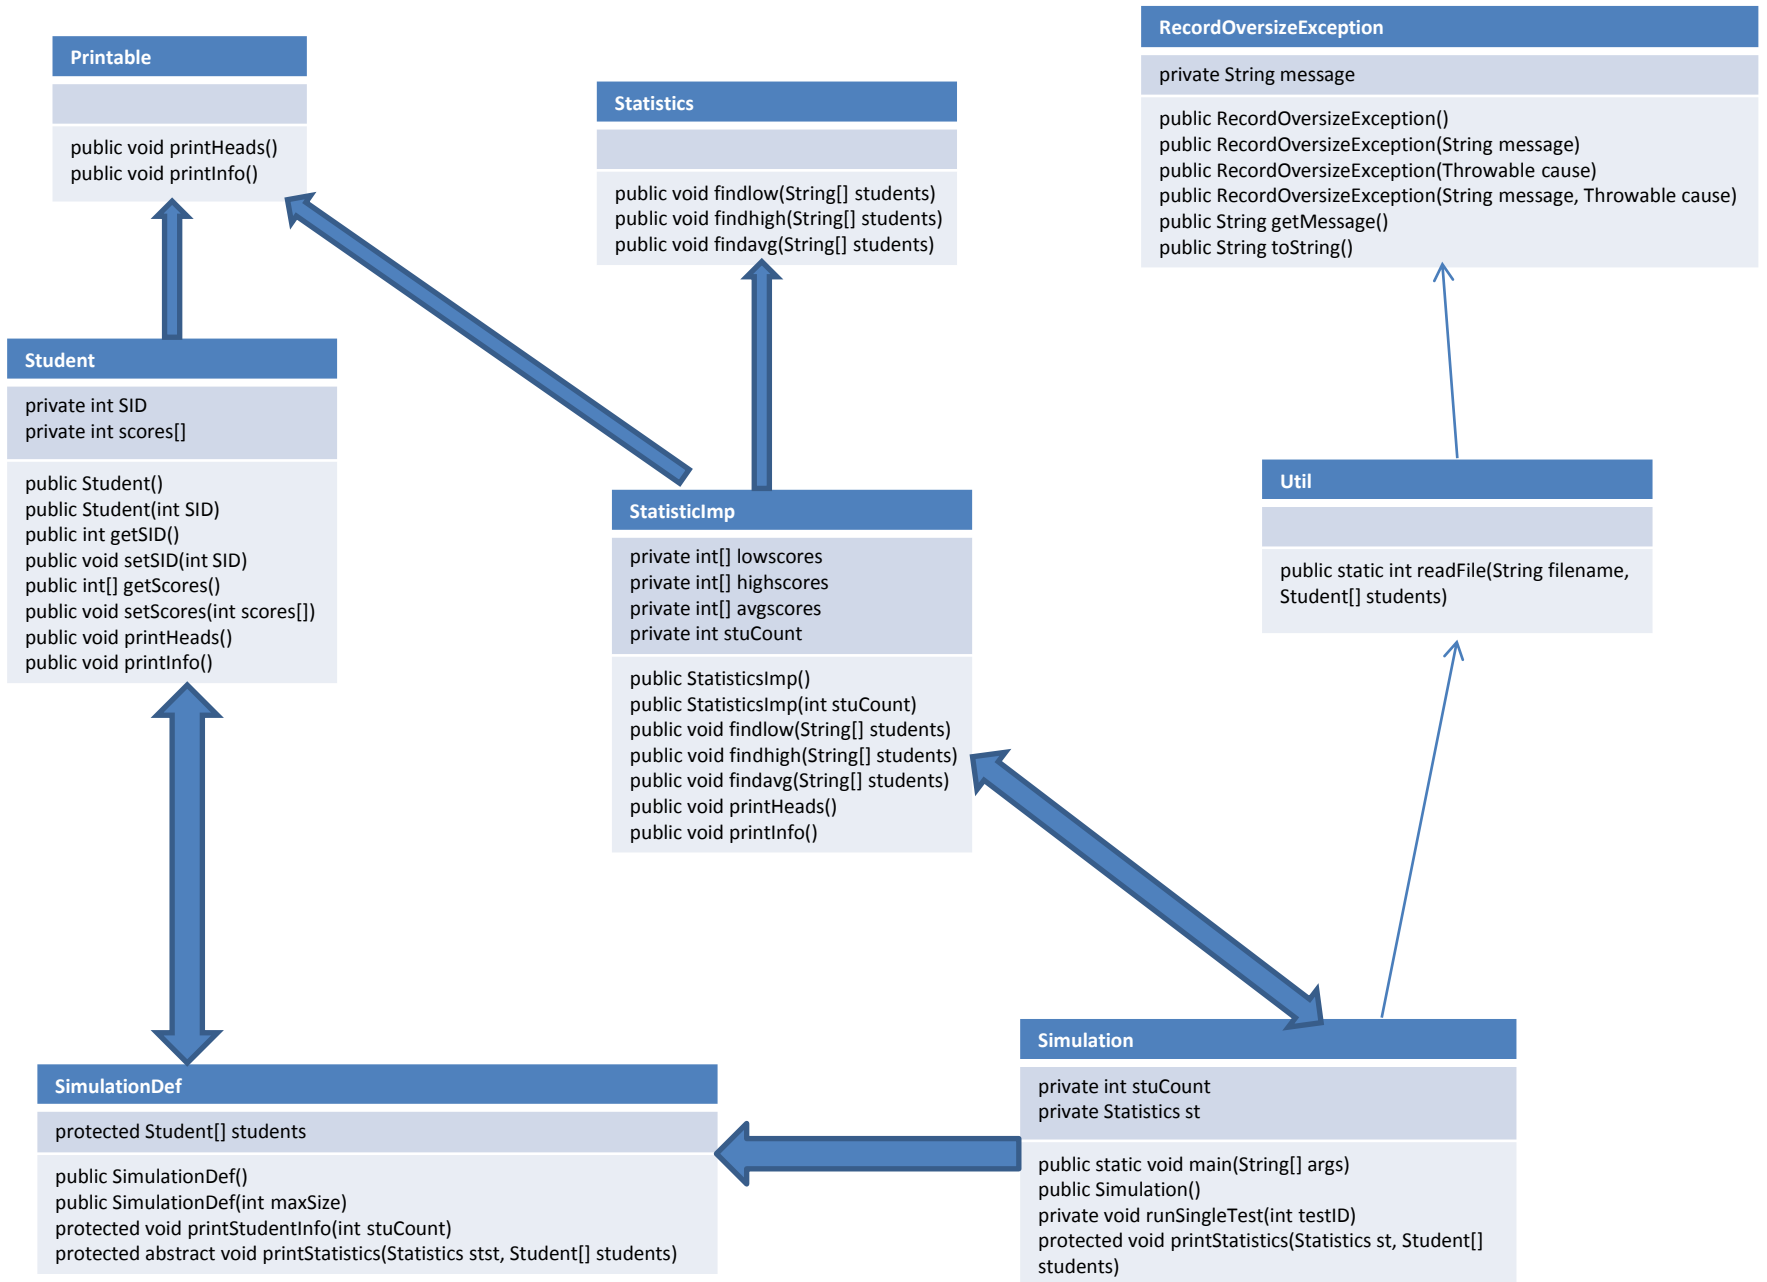 Printable
public void printHeads()
public void printInfo()
Statistics
public void findlow(String[] students)
public void findhigh(String[] students)
public void findavg(String[] students)
RecordOversizeException
private String message
public RecordOversizeException()
public RecordOversizeException(String message)
public RecordOversizeException(Throwable cause)
public RecordOversizeException(String message, Throwable cause)
public String getMessage()
public String toString()
Student
private int SID
private int scores[]
public Student()
public Student(int SID)
public int getSID()
public void setSID(int SID)
public int[] getScores()
public void setScores(int scores[])
public void printHeads()
public void printInfo()
StatisticImp
private int[] lowscores
private int[] highscores
private int[] avgscores
private int stuCount
public StatisticsImp()
public StatisticsImp(int stuCount)
public void findlow(String[] students)
public void findhigh(String[] students)
public void findavg(String[] students)
public void printHeads()
public void printInfo()
Util
public static int readFile(String filename,
Student[] students)
SimulationDef
protected Student[] students
public SimulationDef()
public SimulationDef(int maxSize)
protected void printStudentInfo(int stuCount)
protected abstract void printStatistics(Statistics stst, Student[] students)
Simulation
private int stuCount
private Statistics st
public static void main(String[] args)
public Simulation()
private void runSingleTest(int testID)
protected void printStatistics(Statistics st, Student[]
students)